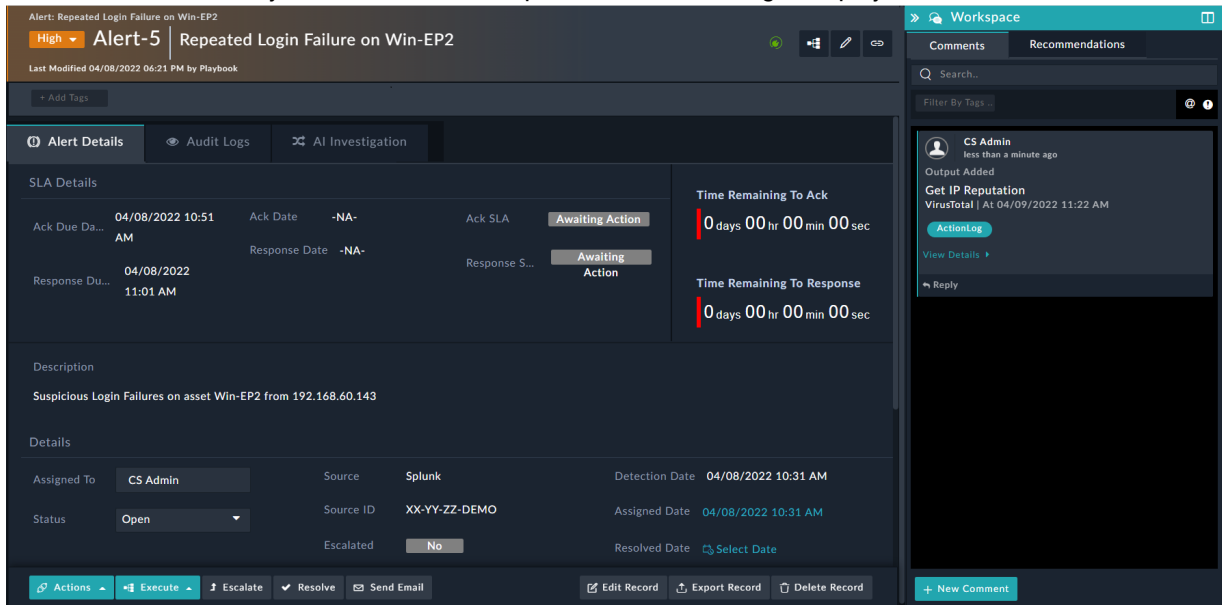 Alert: Repeated Login Failure on Win-EP2
High Alert-5 Repeated Login Failure on Win-EP2
Last Modified 04/08/2022 06:21 PM by Playbook
+ Add Tags
Alert Details Audit Logs AI Investigation
SLA Details
Ack Due Da... 04/08/2022 10:51
AM
Ack Date -NA-
Ack SLA Awaiting Action
Response Date -NA-
Response Du... 04/08/2022
11:01 AM
Response S... Awaiting
Action
Time Remaining To Ack
0 days 00 hr 00 min 00 sec
Time Remaining To Response
0 days 00 hr 00 min 00 sec
Description
Suspicious Login Failures on asset Win-EP2 from 192.168.60.143
Details
Assigned To CS Admin
Source Splunk
Detection Date 04/08/2022 10:31 AM
Status Open
Source ID XX-YY-ZZ-DEMO
Assigned Date 04/08/2022 10:31 AM
Escalated No
Resolved Date Select Date
Actions Execute Escalate Resolve Send Email Edit Record Export Record Delete Record
Workspace
Comments Recommendations
Search..
Filter By Tags ..
@
CS Admin
less than a minute ago
Output Added
Get IP Reputation
VirusTotal | At 04/09/2022 11:22 AM
ActionLog
View Details
Reply
+ New Comment